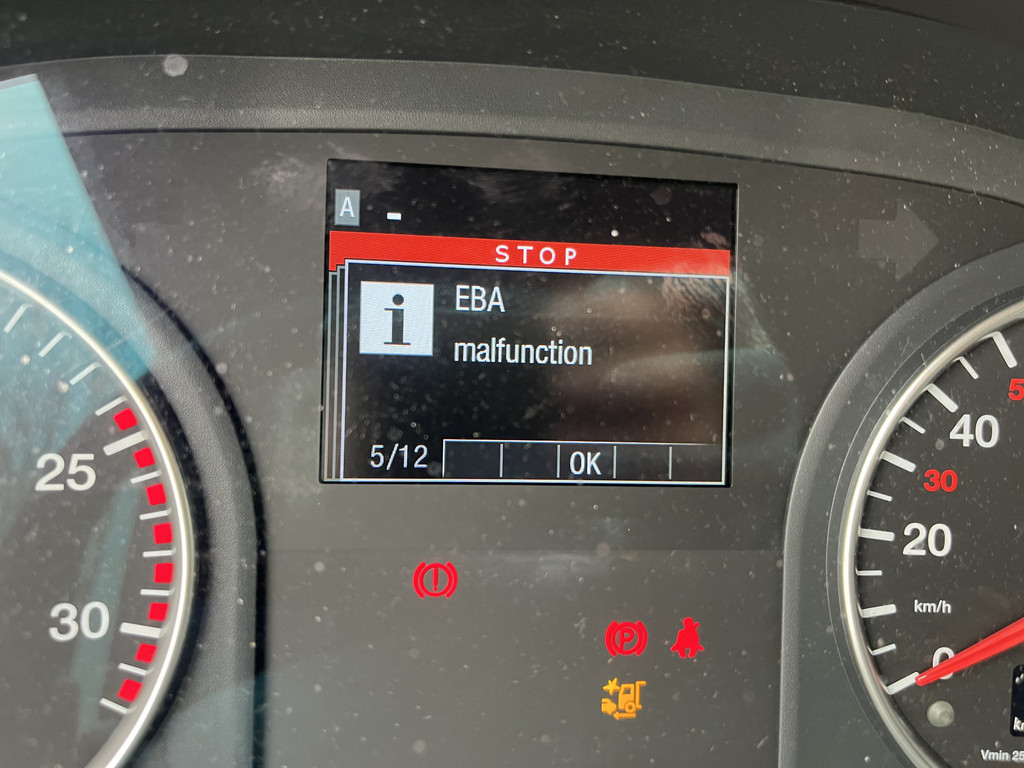 A
STOP
i
EBA
malfunction
5/12
OK
25
30
40
30
20
km/h
0
P